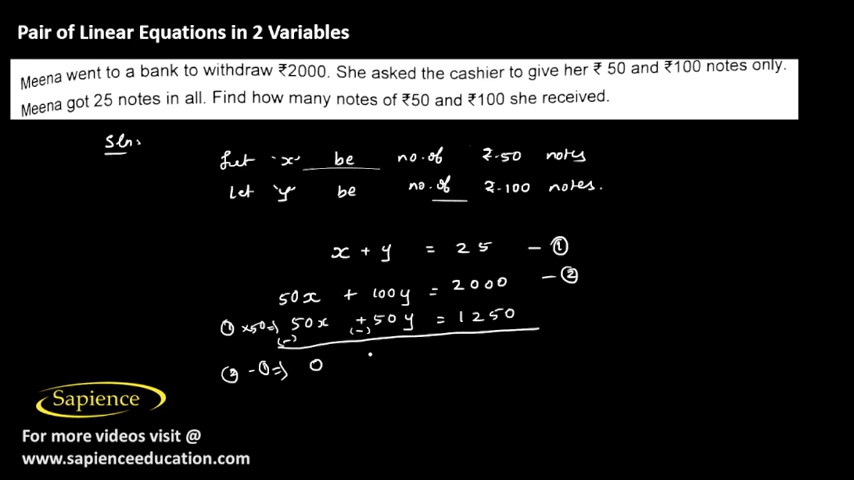 Pair of Linear Equations in 2 Variables
Meena went to a bank to withdraw ₹2000. She asked the cashier to give her ₹ 50 and ₹100 notes only.
Meena got 25 notes in all. Find how many notes of ₹50 and ₹100 she received.
Sln:
Let 'x' be no. of ₹.50 notes
Let 'y' be no. of ₹.100 notes.
x + y = 25 - ①
50x + 100y = 2000 - ②
① x50=) 50x + 50y = 1250
(-) (-)
② - ①=) 0
Sapience
For more videos visit @
www.sapienceeducation.com